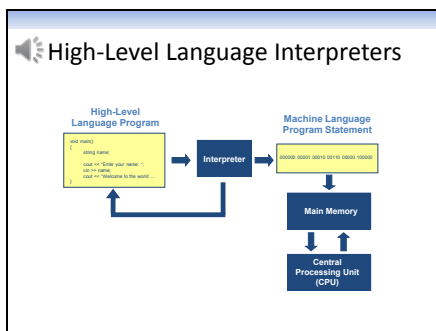 High-Level Language Interpreters
High-Level
Language Program
void main()
{
string name;
cout << "Enter your name: ";
cin >> name;
cout << "Welcome to the world …
}
Interpreter
Machine Language
Program Statement
000000 00001 00010 00110 00000 100000
Main Memory
Central
Processing Unit
(CPU)